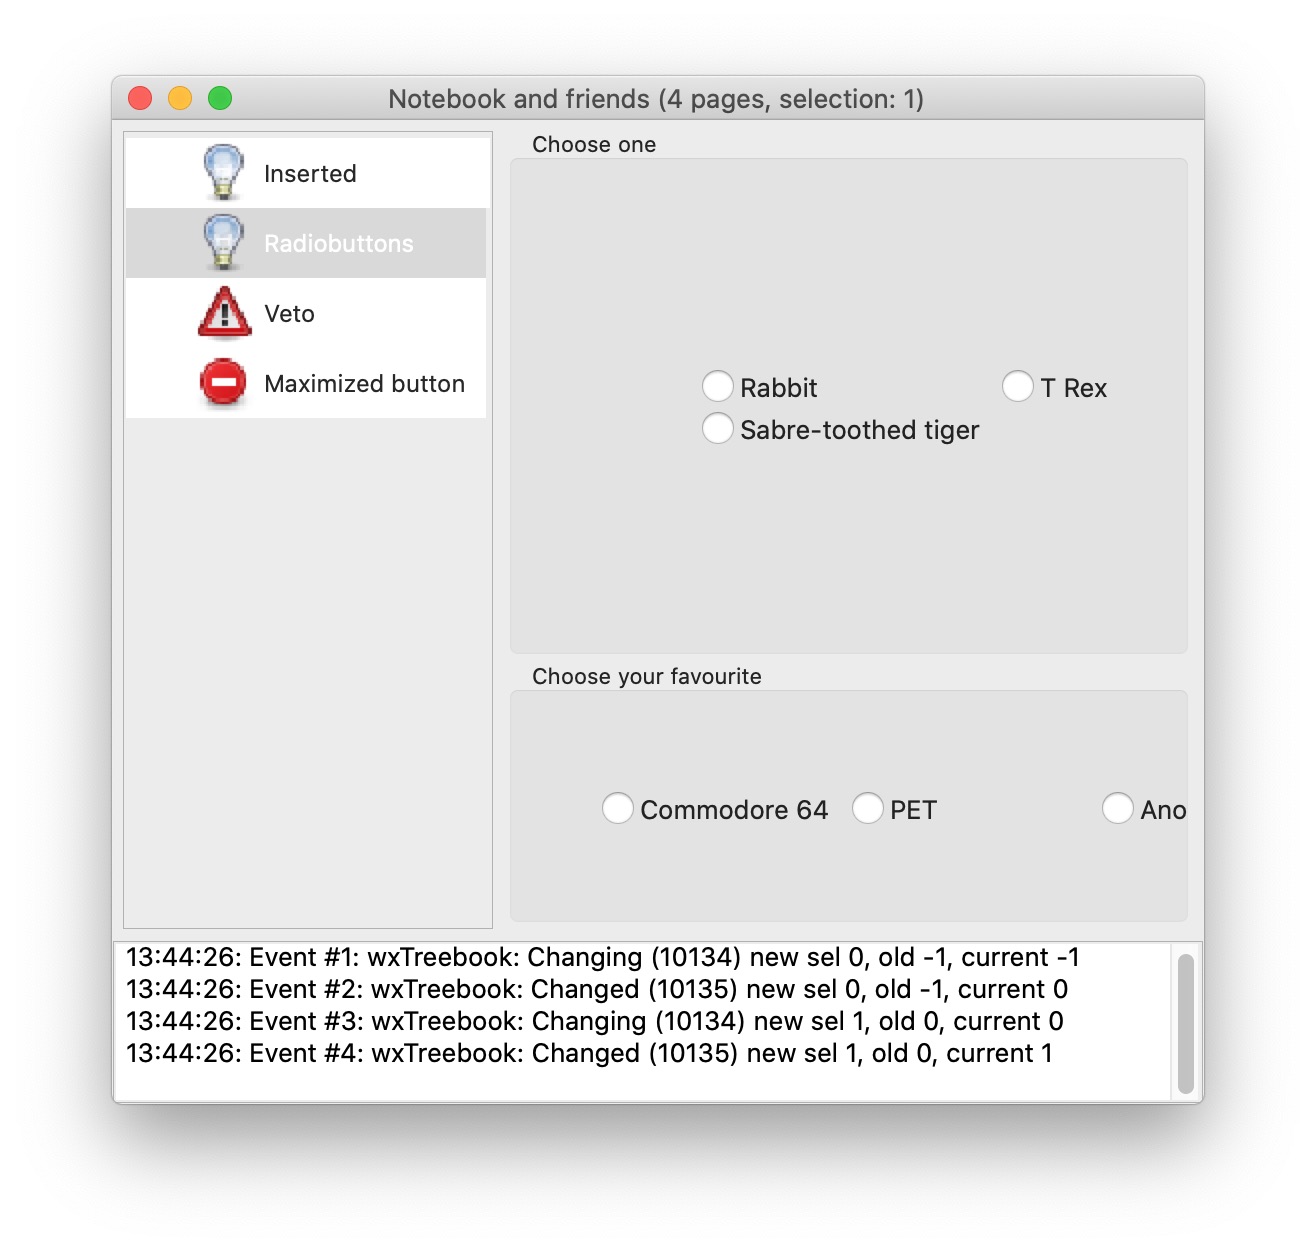 Notebook and friends (4 pages, selection: 1)
Inserted
Radiobuttons
Veto
Maximized button
Choose one
Rabbit
T Rex
Sabre-toothed tiger
Choose your favourite
Commodore 64
PET
Ano
13:44:26: Event #1: wxTreebook: Changing (10134) new sel 0, old -1, current -1
13:44:26: Event #2: wxTreebook: Changed (10135) new sel 0, old -1, current 0
13:44:26: Event #3: wxTreebook: Changing (10134) new sel 1, old 0, current 0
13:44:26: Event #4: wxTreebook: Changed (10135) new sel 1, old 0, current 1